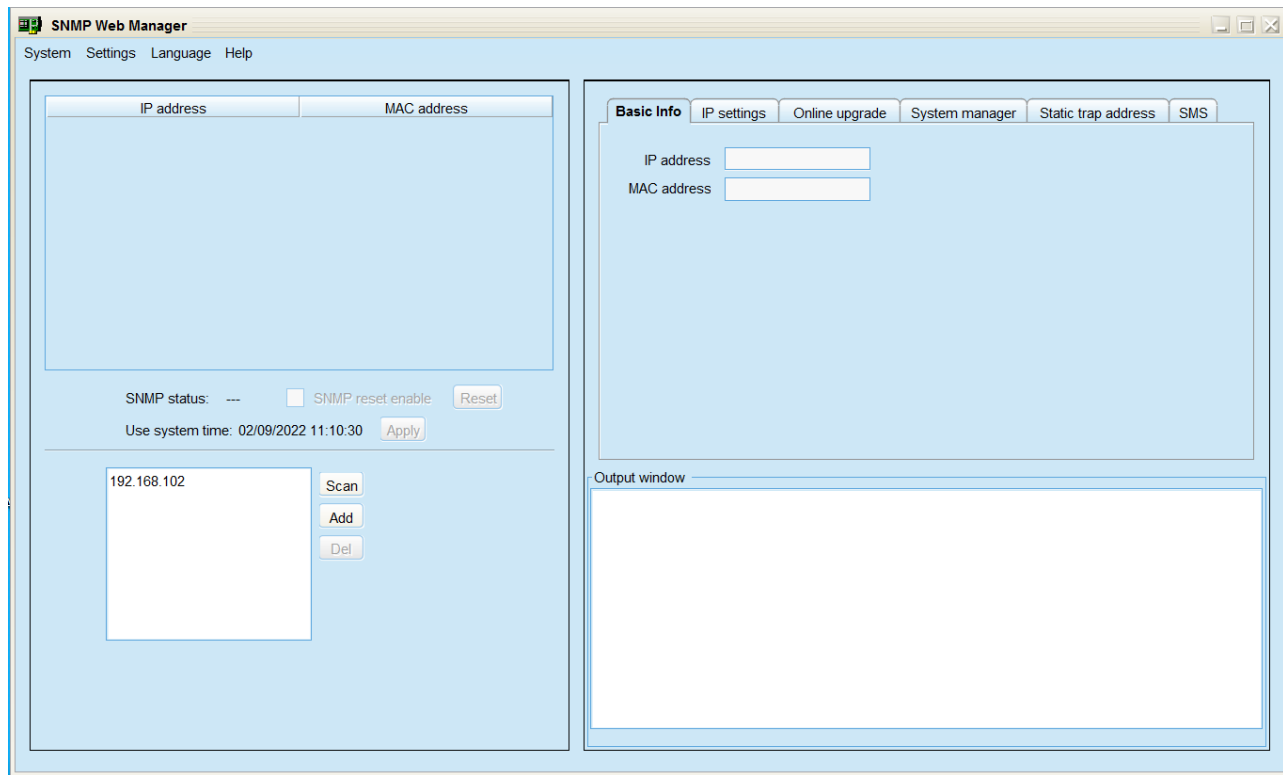 SNMP Web Manager
System Settings Language Help
IP address MAC address
SNMP status: --- SNMP reset enable Reset
Use system time: 02/09/2022 11:10:30 Apply
192.168.102
Scan
Add
Del
Basic Info IP settings Online upgrade System manager Static trap address SMS
IP address
MAC address
Output window